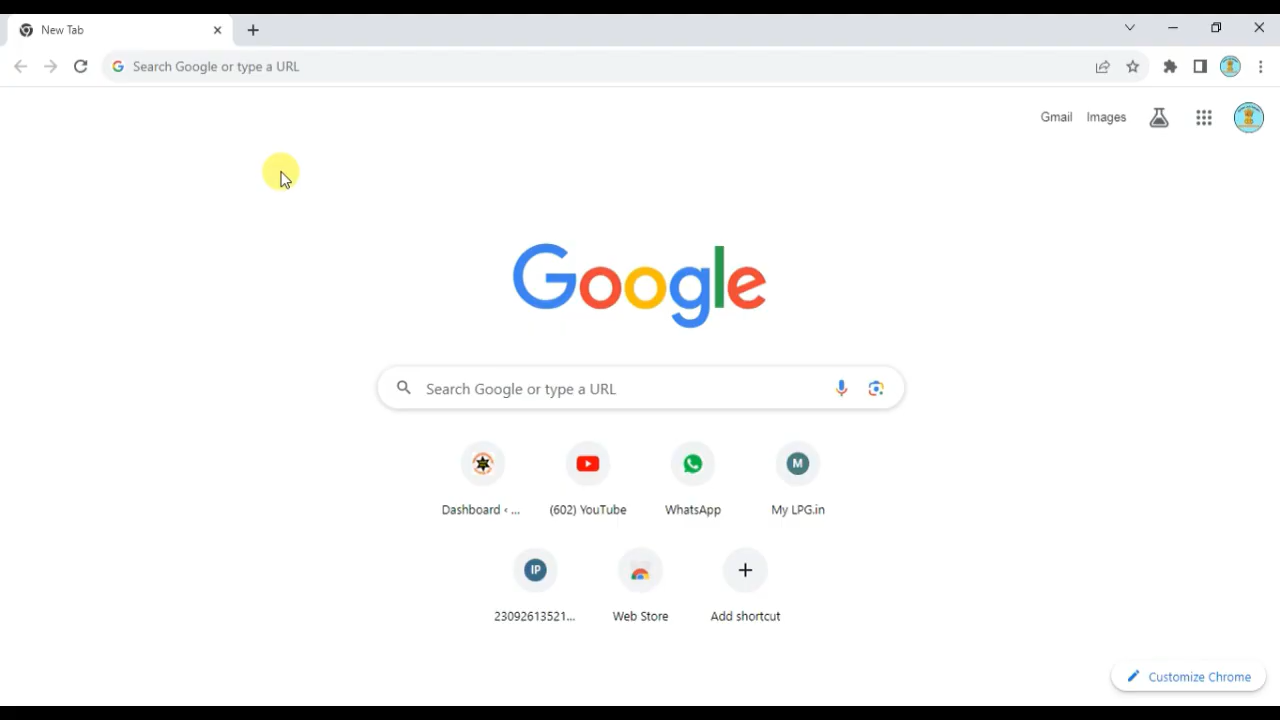 New Tab
Search Google or type a URL
Gmail Images
Google
Search Google or type a URL
Dashboard ‹ ... (602) YouTube WhatsApp My LPG.in
M
IP
23092613521... Web Store Add shortcut
Customize Chrome